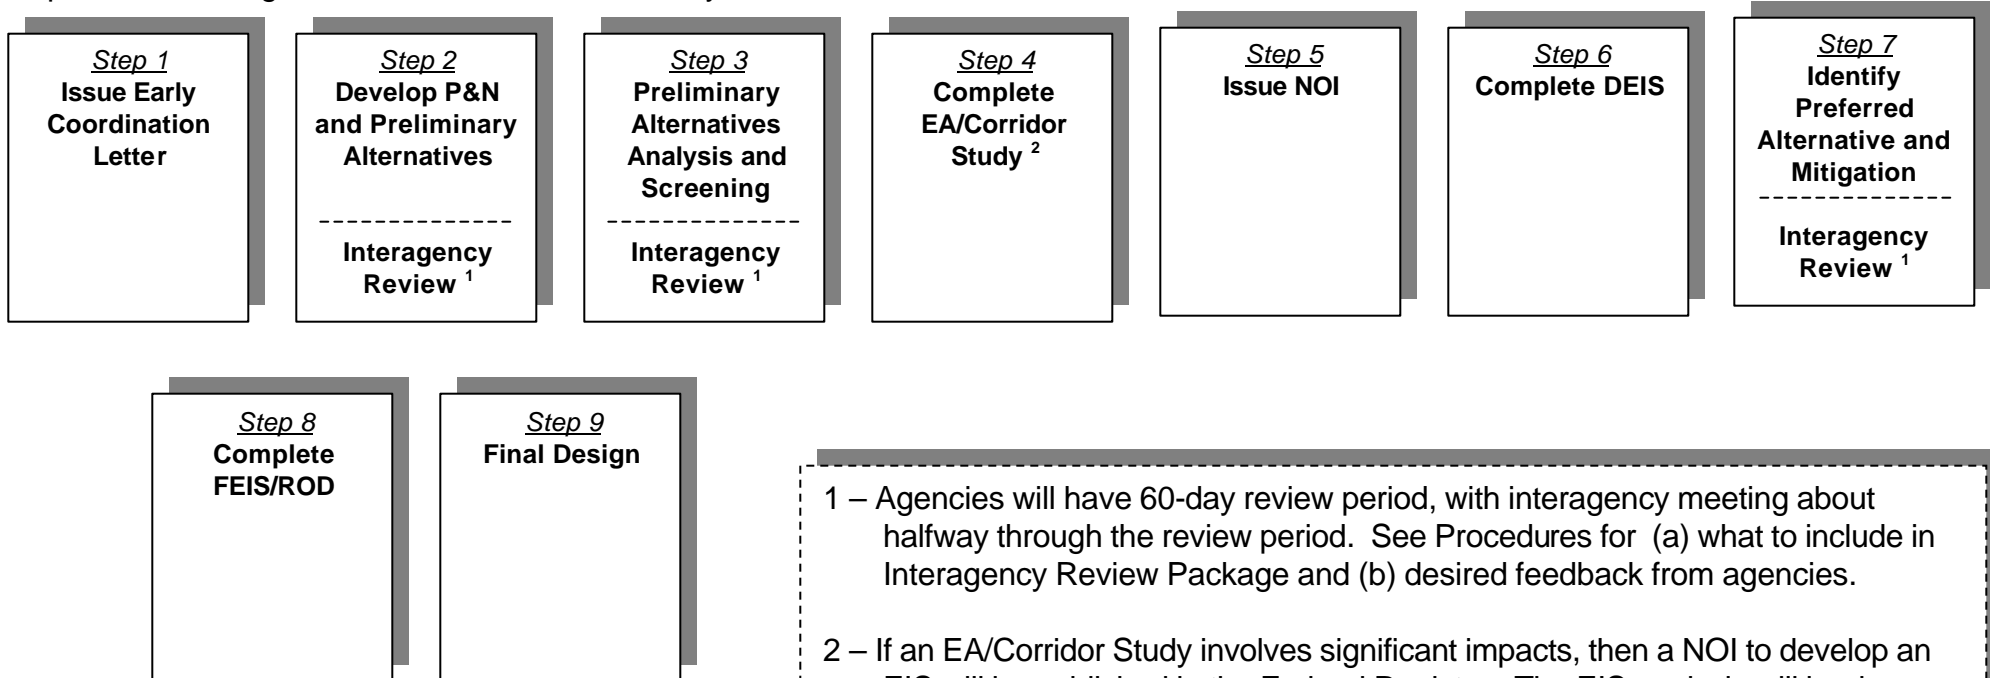 Step 1
Issue Early
Coordination
Letter
Step 2
Develop P&N
and Preliminary
Alternatives
Interagency
Review 1
Step 3
Preliminary
Alternatives
Analysis and
Screening
Interagency
Review 1
Step 4
Complete
EA/Corridor
Study 2
Step 5
Issue NOI
Step 6
Complete DEIS
Step 7
Identify
Preferred
Alternative and
Mitigation
Interagency
Review 1
Step 8
Complete
FEIS/ROD
Step 9
Final Design
1 – Agencies will have 60-day review period, with interagency meeting about
halfway through the review period. See Procedures for (a) what to include in
Interagency Review Package and (b) desired feedback from agencies.
2 – If an EA/Corridor Study involves significant impacts, then a NOI to develop an